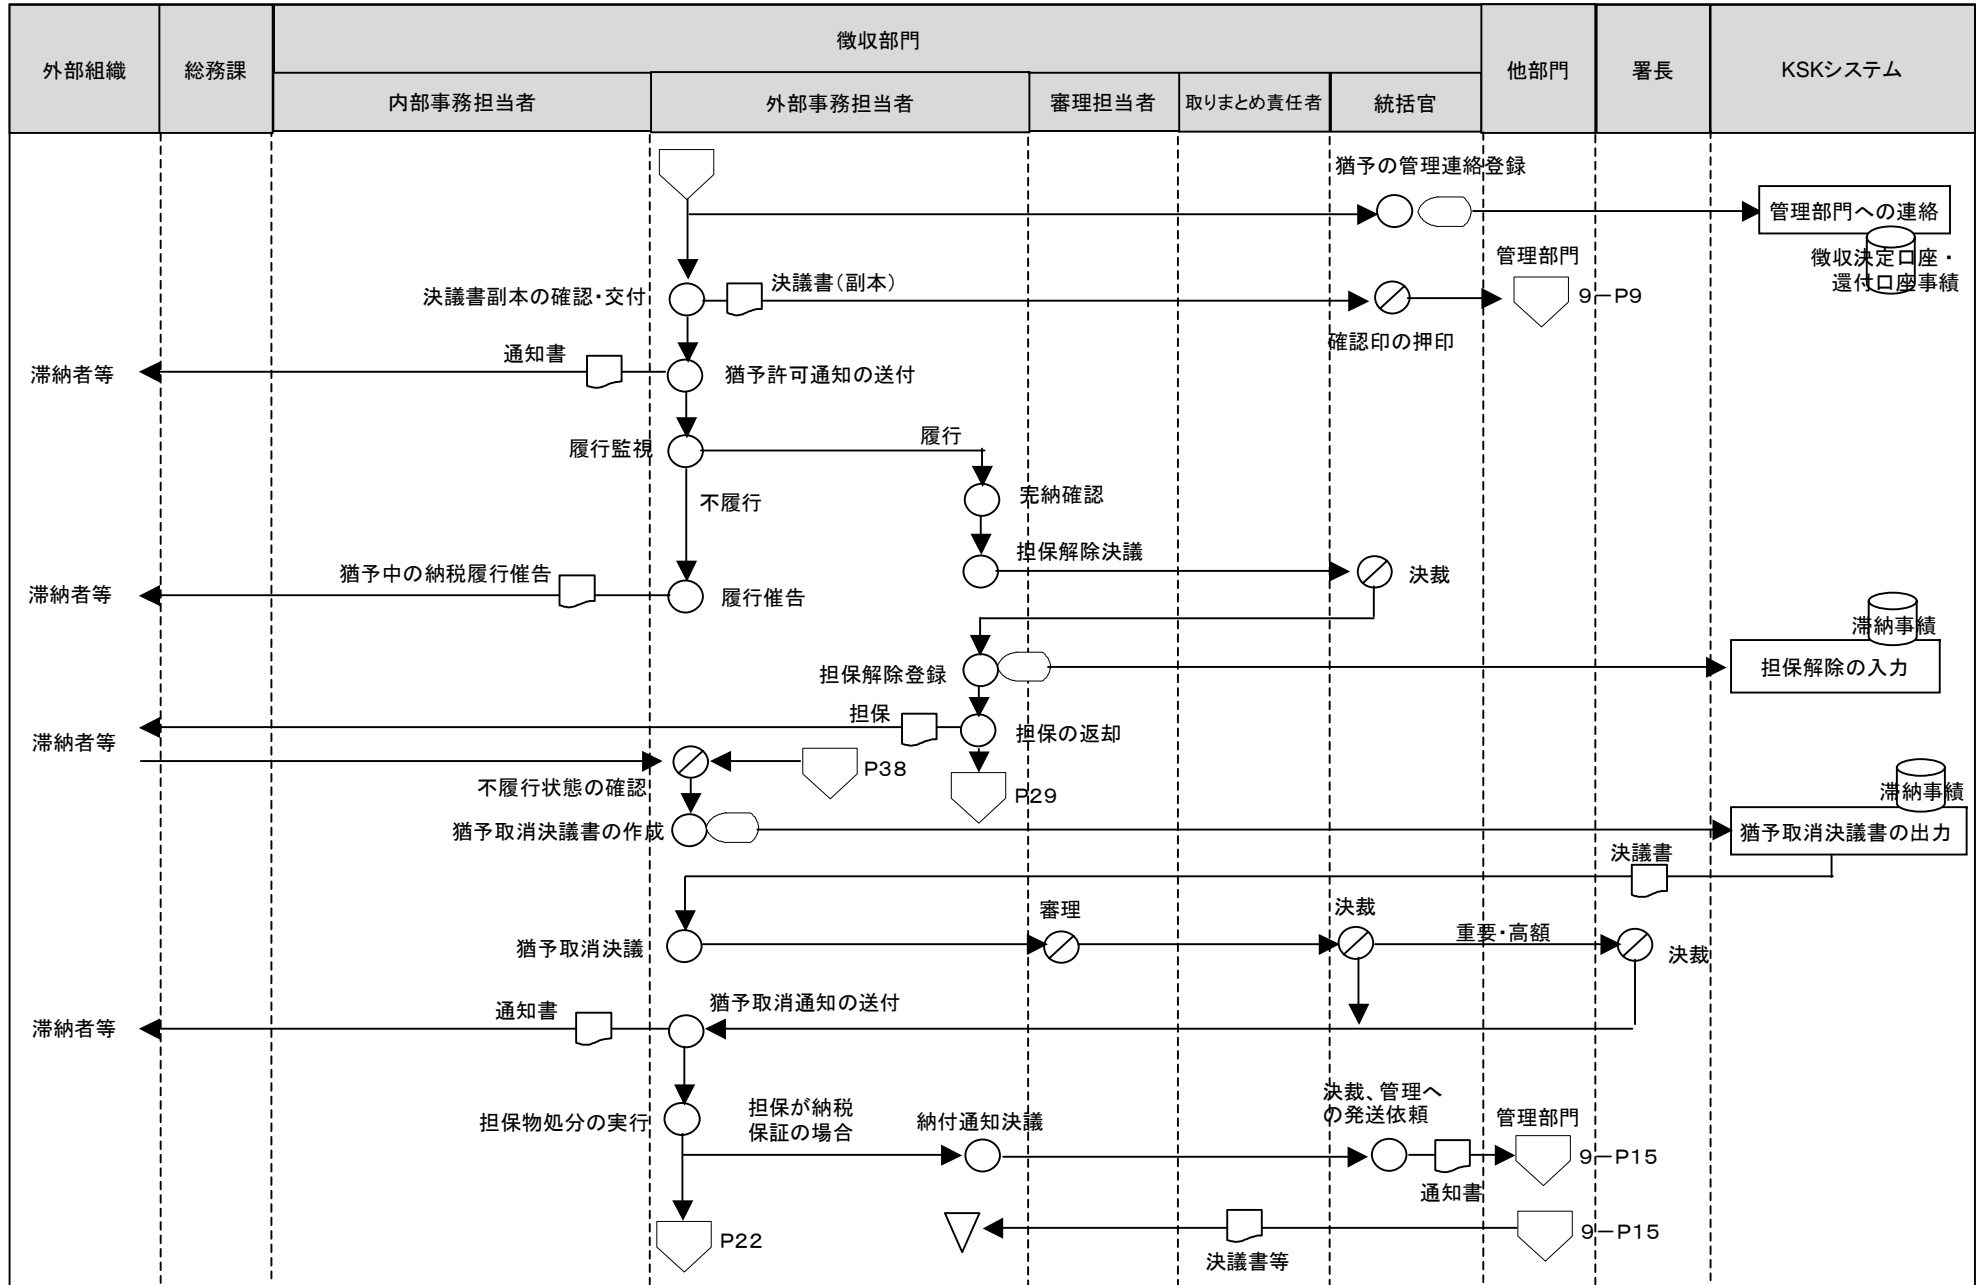 外部組織
総務課
徴収部門
他部門
署長
KSKシステム
内部事務担当者
外部事務担当者
審理担当者
取りまとめ責任者
統括官
猶予の管理連絡登録
管理部門への連絡
徴収決定口座・
還付口座事績
管理部門
決議書副本の確認・交付
決議書(副本)
9－P9
確認印の押印
通知書
滞納者等
猶予許可通知の送付
履行監視
履行
不履行
完納確認
担保解除決議
決裁
猶予中の納税履行催告
滞納者等
履行催告
滞納事績
担保解除登録
担保解除の入力
担保
滞納者等
担保の返却
P38
不履行状態の確認
P29
滞納事績
猶予取消決議書の作成
猶予取消決議書の出力
決議書
審理
決裁
猶予取消決議
重要・高額
決裁
通知書
猶予取消通知の送付
滞納者等
担保物処分の実行
担保が納税
保証の場合
納付通知決議
決裁、管理へ
の発送依頼
管理部門
9－P15
通知書
P22
9－P15
決議書等